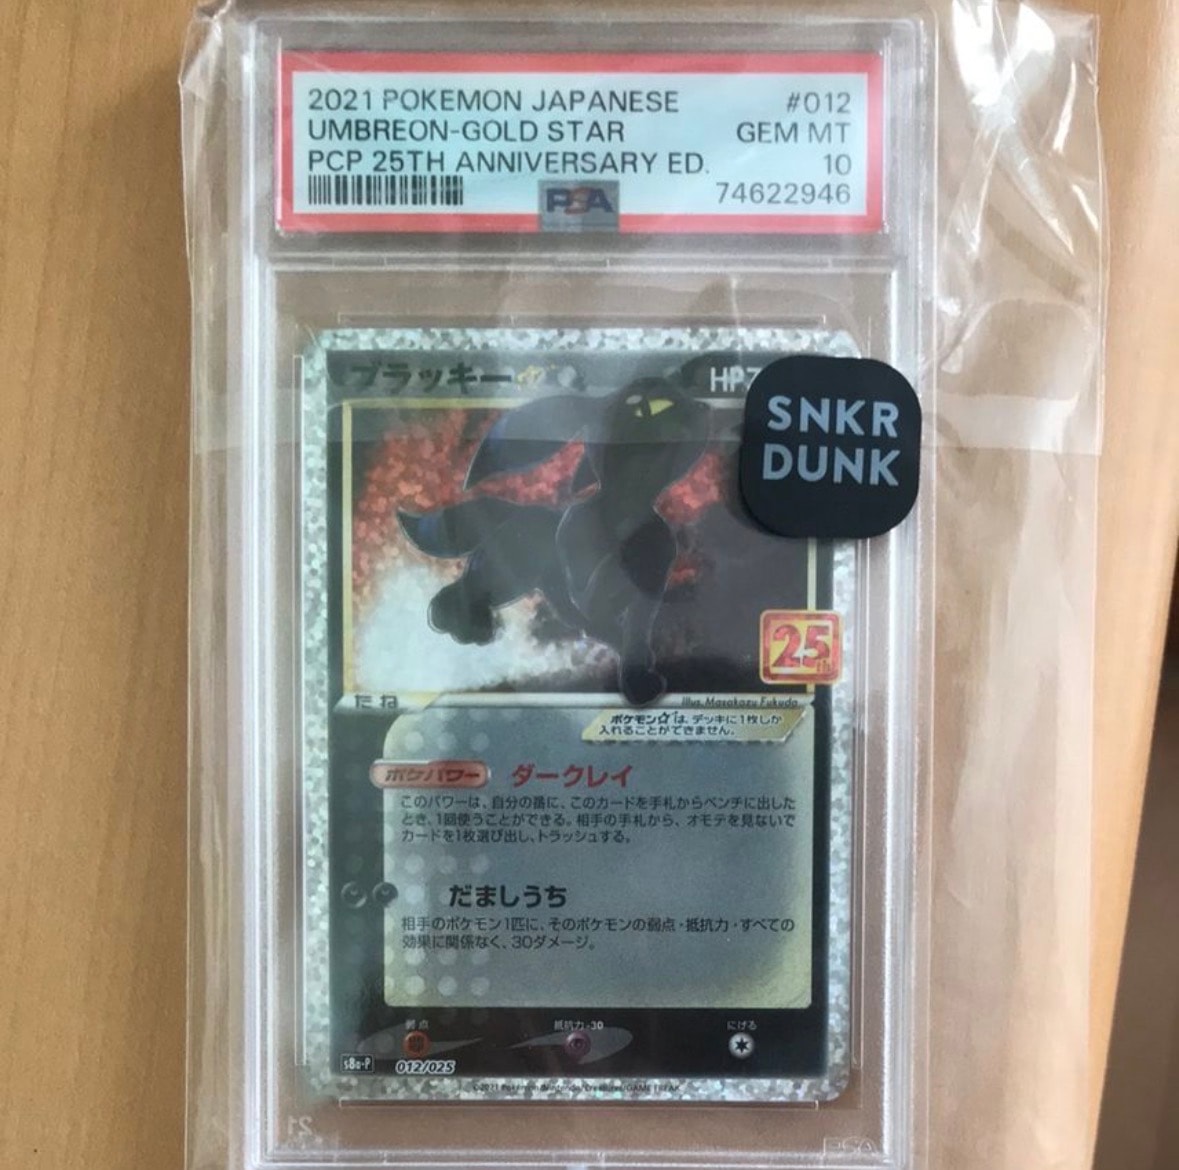 2021 POKEMON JAPANESE #012
UMBREON-GOLD STAR GEM MT
PCP 25TH ANNIVERSARY ED. 10
PSA 74622946
ブラッキー☆ HP
SNKR
DUNK
25th
たね
illus. Masakazu Fukuda
ポケモン☆は、デッキに1枚しか
入れることができません。
ポケパワー ダークレイ
このパワーは、自分の番に、このカードを手札からベンチに出した
とき、1回使うことができる。相手の手札から、オモテを見ないで
カードを1枚選び出し、トラッシュする。
だましうち
相手のポケモン1匹に、そのポケモンの弱点・抵抗力・すべての
効果に関係なく、30ダメージ。
弱点 抵抗力 -30 にげる
s8a-P 012/025
©2021 Pokémon/Nintendo/Creatures/GAME FREAK
PSA